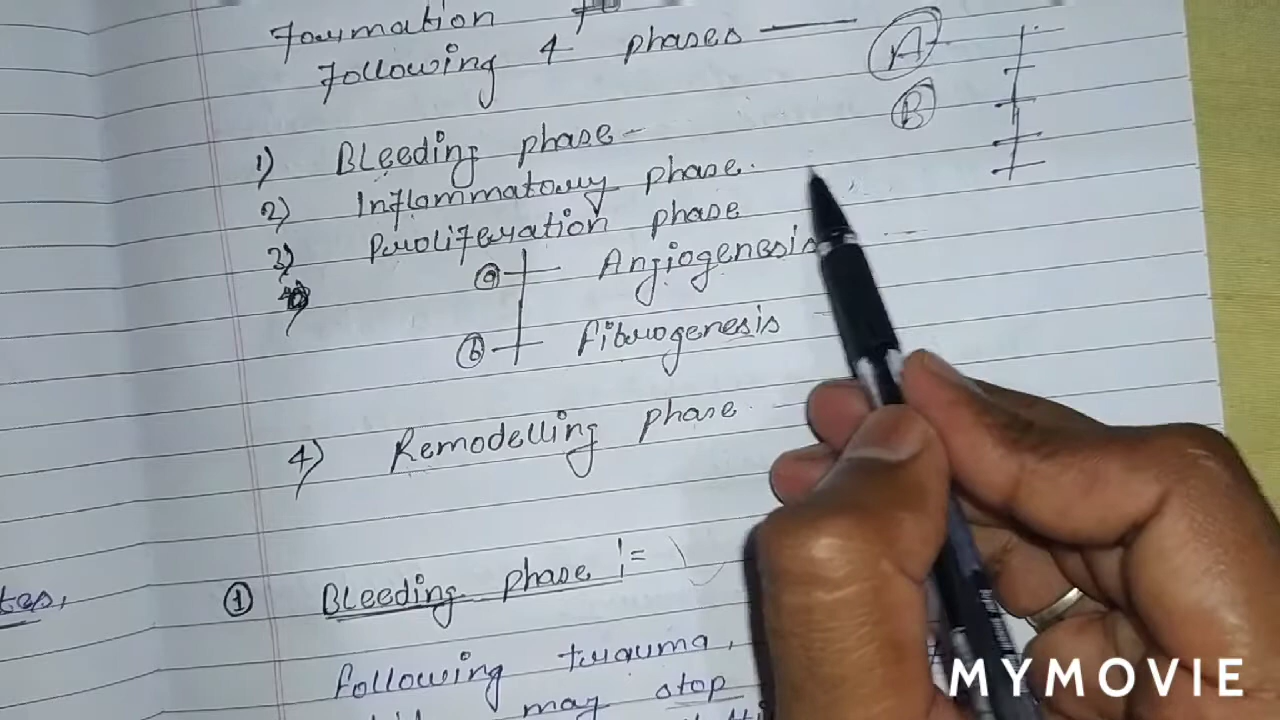 Formation
Following 4 phases
A
B
1) Bleeding phase-
2) Inflammatory phase.
3) Proliferation phase
a Angiogenesis
b Fibrogenesis
4) Remodelling phase
1 Bleeding phase :=
Following trauma,
may stop
MYMOVIE